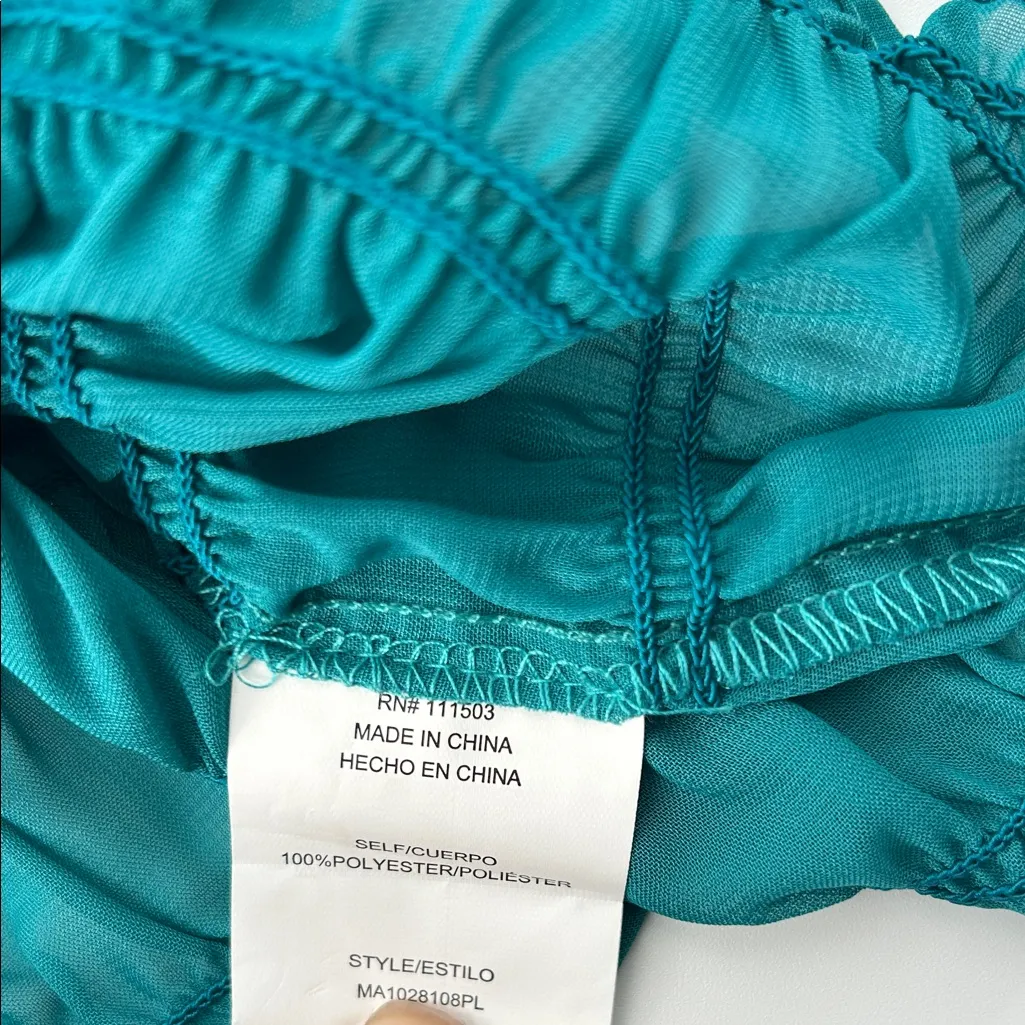 RN# 111503
MADE IN CHINA
HECHO EN CHINA
SELF/CUERPO
100%POLYESTER/POLIÉSTER
STYLE/ESTILO
MA1028108PL